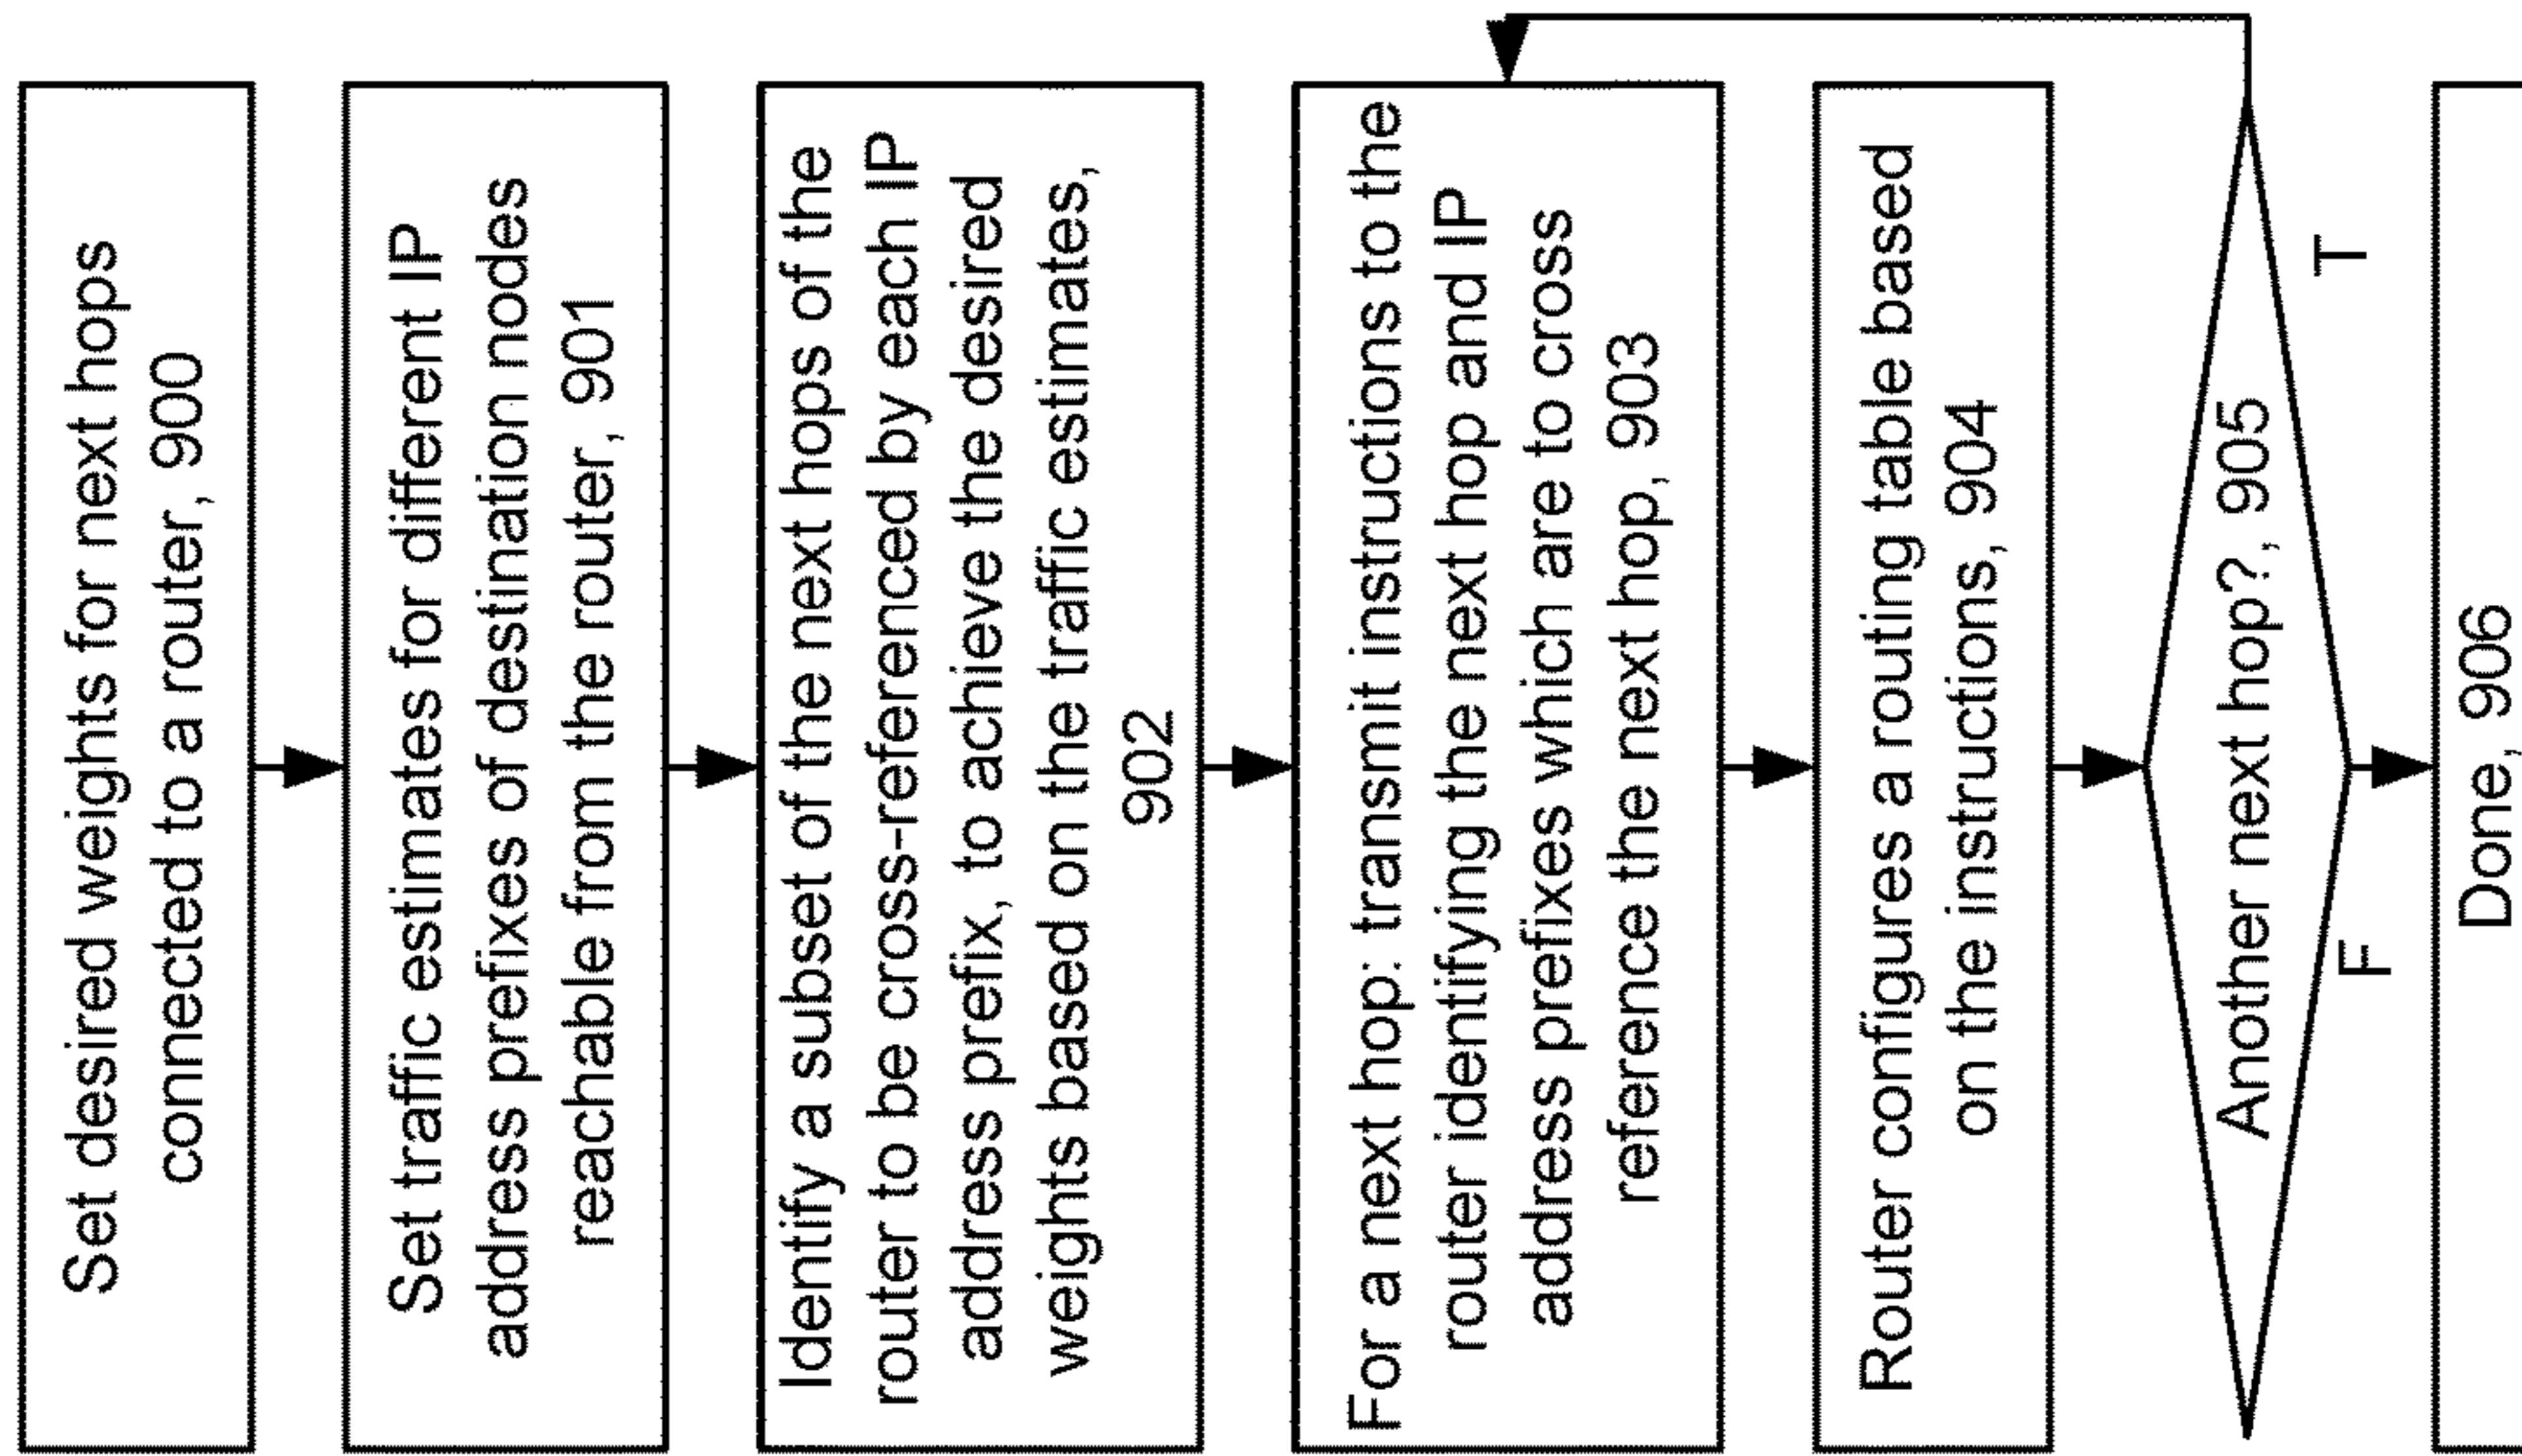 Set desired weights for next hops
connected to a router, 900
Set traffic estimates for different IP
address prefixes of destination nodes
reachable from the router, 901
Identify a subset of the next hops of the
router to be cross-referenced by each IP
address prefix, to achieve the desired
weights based on the traffic estimates,
902
For a next hop: transmit instructions to the
router identifying the next hop and IP
address prefixes which are to cross
reference the next hop, 903
Router configures a routing table based
on the instructions, 904
Another next hop?, 905
T
F
Done, 906